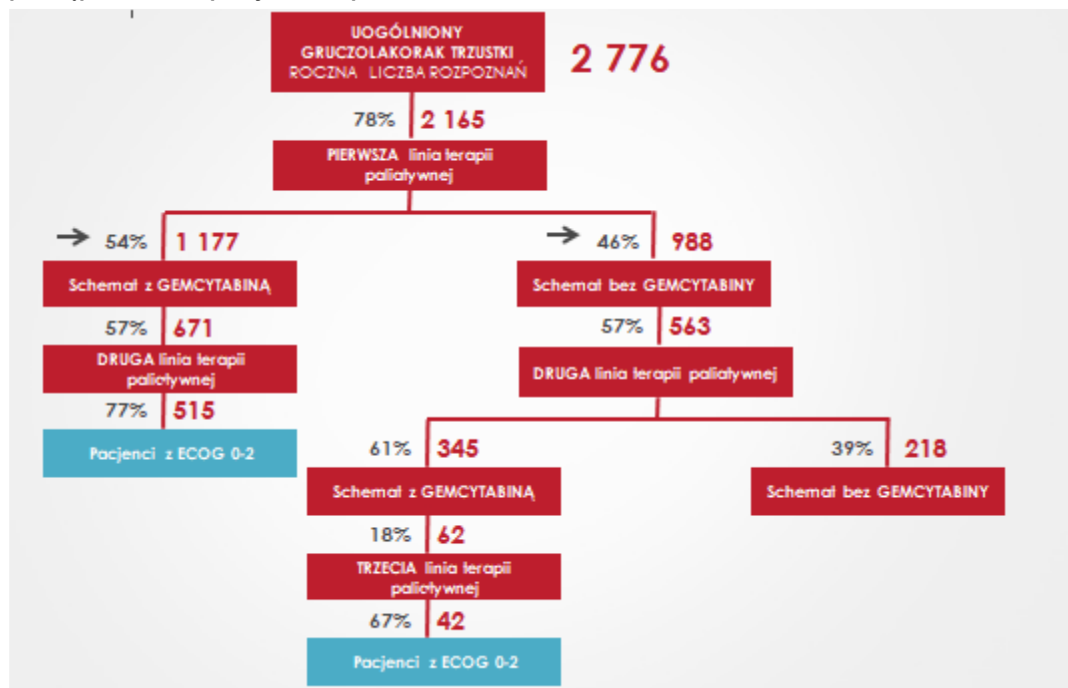 UOGÓLNIONY
GRUCZOLAKORAK TRZUSTKI
ROCZNA LICZBA ROZPOZNAŃ
2 776
78% 2 165
PIERWSZA linia terapii
paliatywnej
→ 54% 1 177
→ 46% 988
Schemat z GEMCYTABINĄ
Schemat bez GEMCYTABINY
57% 671
57% 563
DRUGA linia terapii
paliatywnej
DRUGA linia terapii paliatywnej
77% 515
Pacjenci z ECOG 0-2
61% 345
39% 218
Schemat z GEMCYTABINĄ
Schemat bez GEMCYTABINY
18% 62
TRZECIA linia terapii
paliatywnej
67% 42
Pacjenci z ECOG 0-2